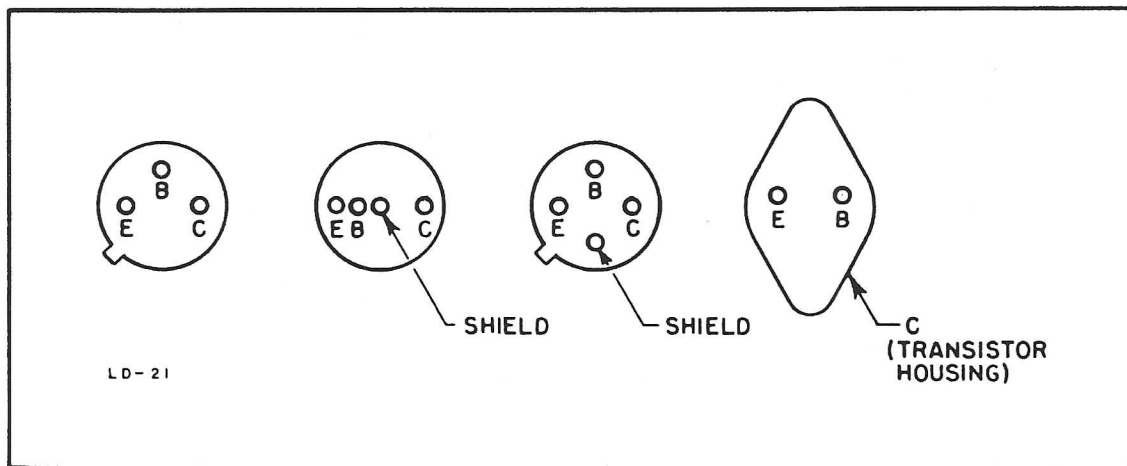 B
E C
E B C
SHIELD
B
E C
SHIELD
E B
C
(TRANSISTOR
HOUSING)
LD-21